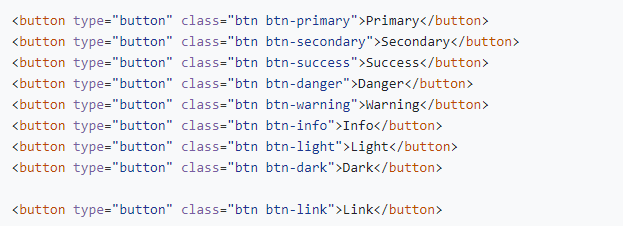 <button type="button" class="btn btn-primary">Primary</button>
<button type="button" class="btn btn-secondary">Secondary</button>
<button type="button" class="btn btn-success">Success</button>
<button type="button" class="btn btn-danger">Danger</button>
<button type="button" class="btn btn-warning">Warning</button>
<button type="button" class="btn btn-info">Info</button>
<button type="button" class="btn btn-light">Light</button>
<button type="button" class="btn btn-dark">Dark</button>
<button type="button" class="btn btn-link">Link</button>